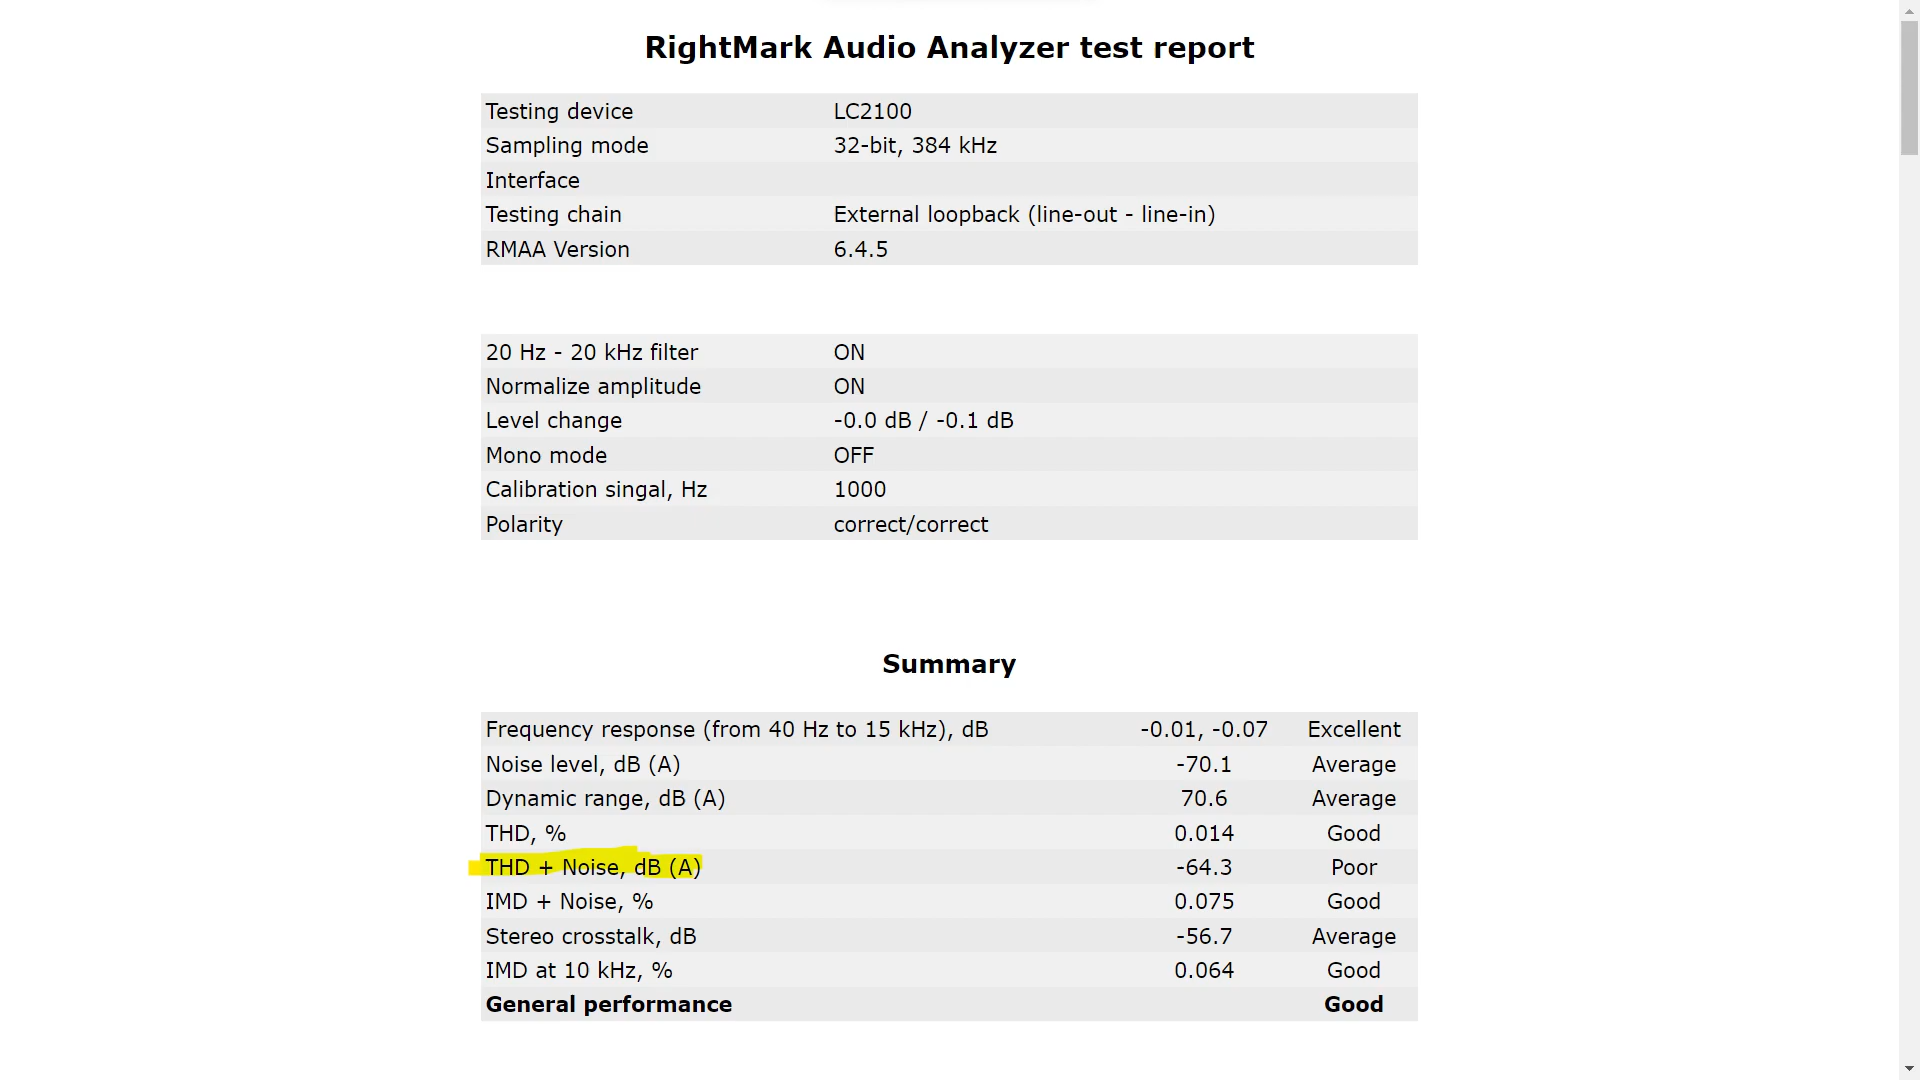 RightMark Audio Analyzer test report
Testing device LC2100
Sampling mode 32-bit, 384 kHz
Interface
Testing chain External loopback (line-out - line-in)
RMAA Version 6.4.5
20 Hz - 20 kHz filter ON
Normalize amplitude ON
Level change -0.0 dB / -0.1 dB
Mono mode OFF
Calibration singal, Hz 1000
Polarity correct/correct
Summary
Frequency response (from 40 Hz to 15 kHz), dB -0.01, -0.07 Excellent
Noise level, dB (A) -70.1 Average
Dynamic range, dB (A) 70.6 Average
THD, % 0.014 Good
THD + Noise, dB (A) -64.3 Poor
IMD + Noise, % 0.075 Good
Stereo crosstalk, dB -56.7 Average
IMD at 10 kHz, % 0.064 Good
General performance Good